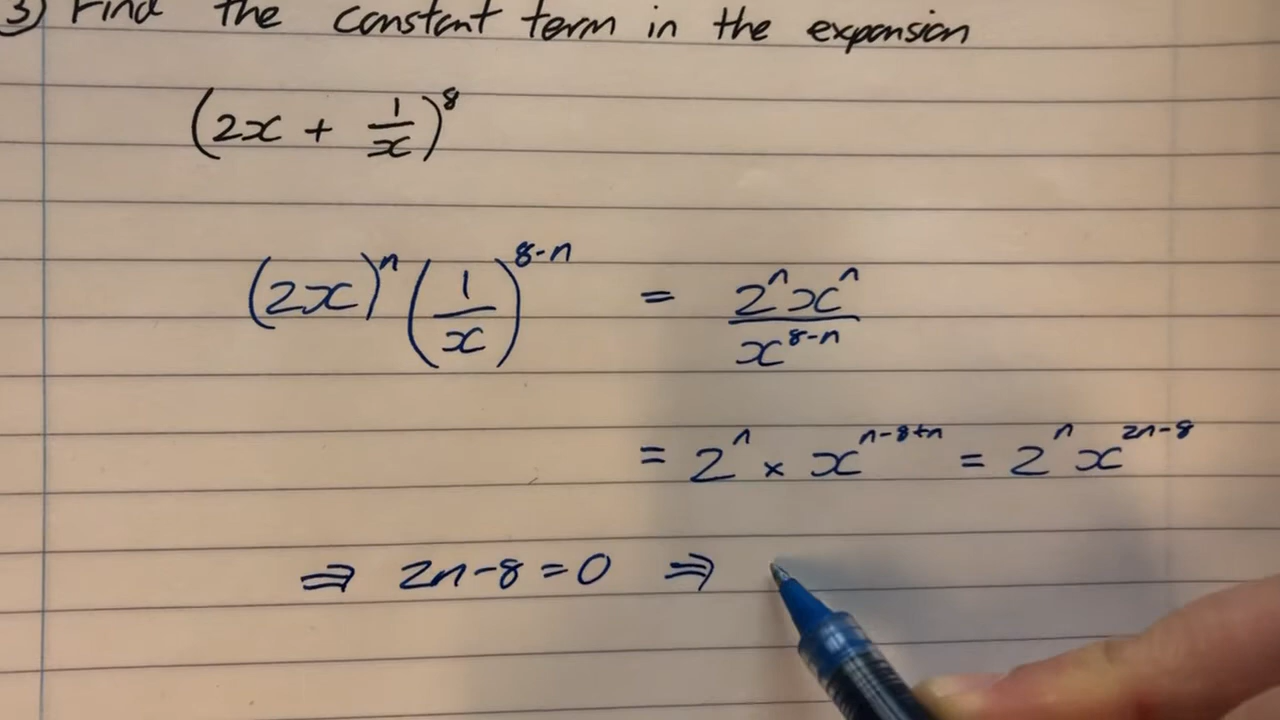 3) Find the constant term in the expansion
(2x + 1/x)^8
(2x)^n (1/x)^{8-n} = 2^n x^n / x^{8-n}
= 2^n × x^{n-8+n} = 2^n x^{2n-8}
⇒ 2n-8=0 ⇒